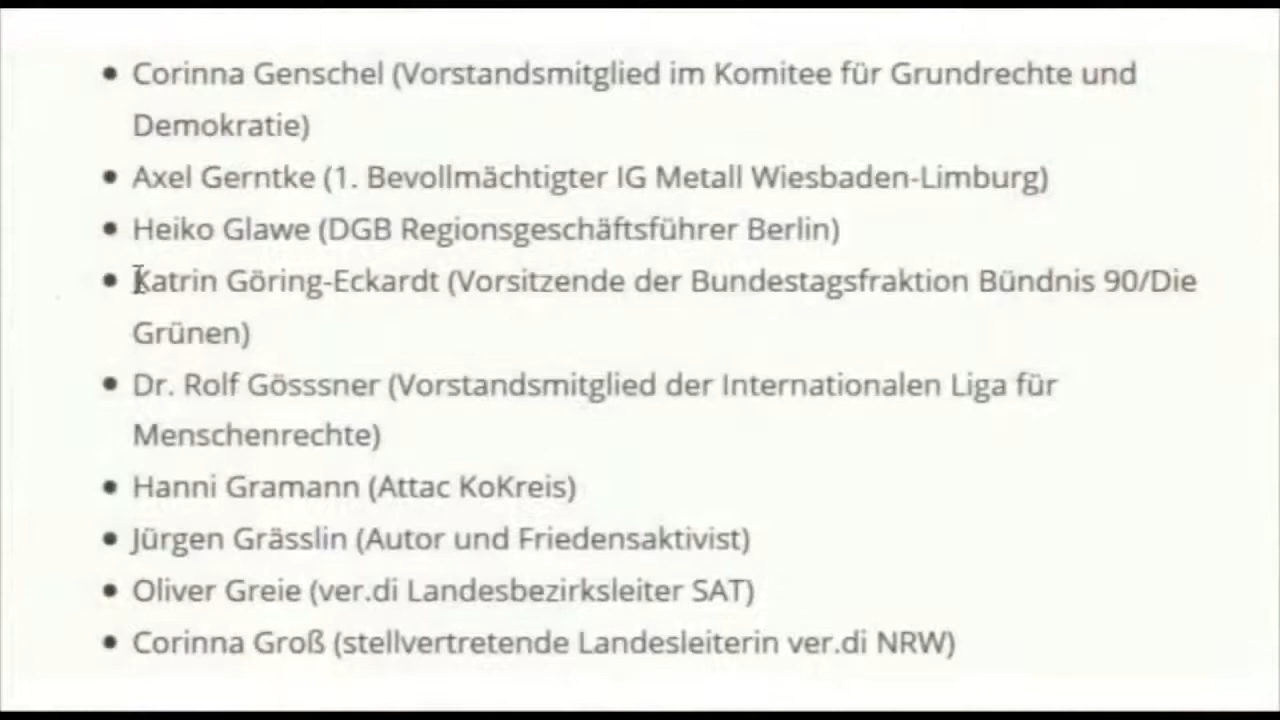 • Corinna Genschel (Vorstandsmitglied im Komitee für Grundrechte und
Demokratie)
• Axel Gerntke (1. Bevollmächtigter IG Metall Wiesbaden-Limburg)
• Heiko Glawe (DGB Regionsgeschäftsführer Berlin)
• Katrin Göring-Eckardt (Vorsitzende der Bundestagsfraktion Bündnis 90/Die
Grünen)
• Dr. Rolf Gösssner (Vorstandsmitglied der Internationalen Liga für
Menschenrechte)
• Hanni Gramann (Attac KoKreis)
• Jürgen Grässlin (Autor und Friedensaktivist)
• Oliver Greie (ver.di Landesbezirksleiter SAT)
• Corinna Groß (stellvertretende Landesleiterin ver.di NRW)